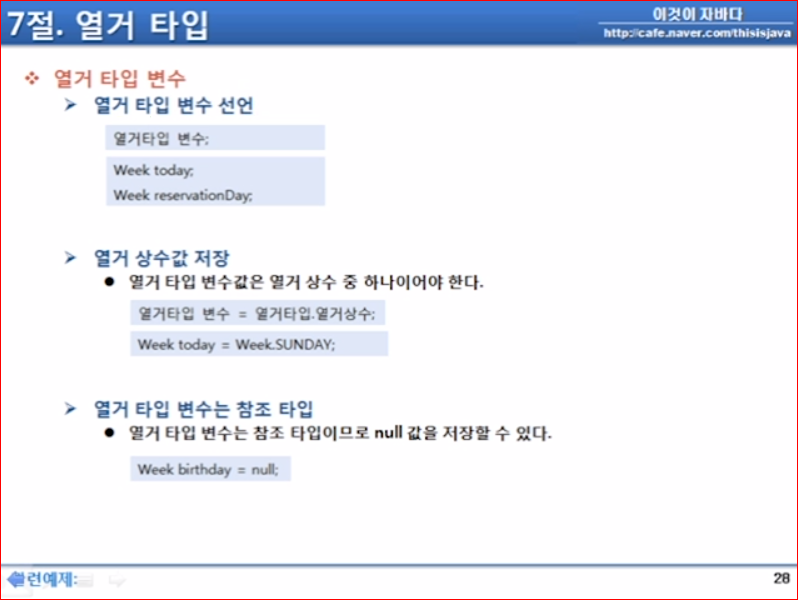 7절. 열거 타입
이것이 자바다
http://cafe.naver.com/thisisjava
열거 타입 변수
열거 타입 변수 선언
열거타입 변수;
Week today;
Week reservationDay;
열거 상수값 저장
열거 타입 변수값은 열거 상수 중 하나이어야 한다.
열거타입 변수 = 열거타입.열거상수;
Week today = Week.SUNDAY;
열거 타입 변수는 참조 타입
열거 타입 변수는 참조 타입이므로 null 값을 저장할 수 있다.
Week birthday = null;
관련예제:
28